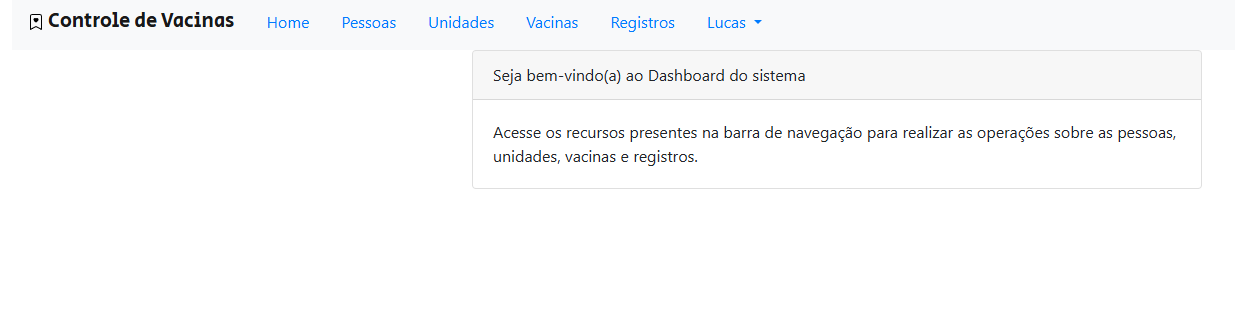 Controle de Vacinas Home Pessoas Unidades Vacinas Registros Lucas
Seja bem-vindo(a) ao Dashboard do sistema
Acesse os recursos presentes na barra de navegação para realizar as operações sobre as pessoas,
unidades, vacinas e registros.